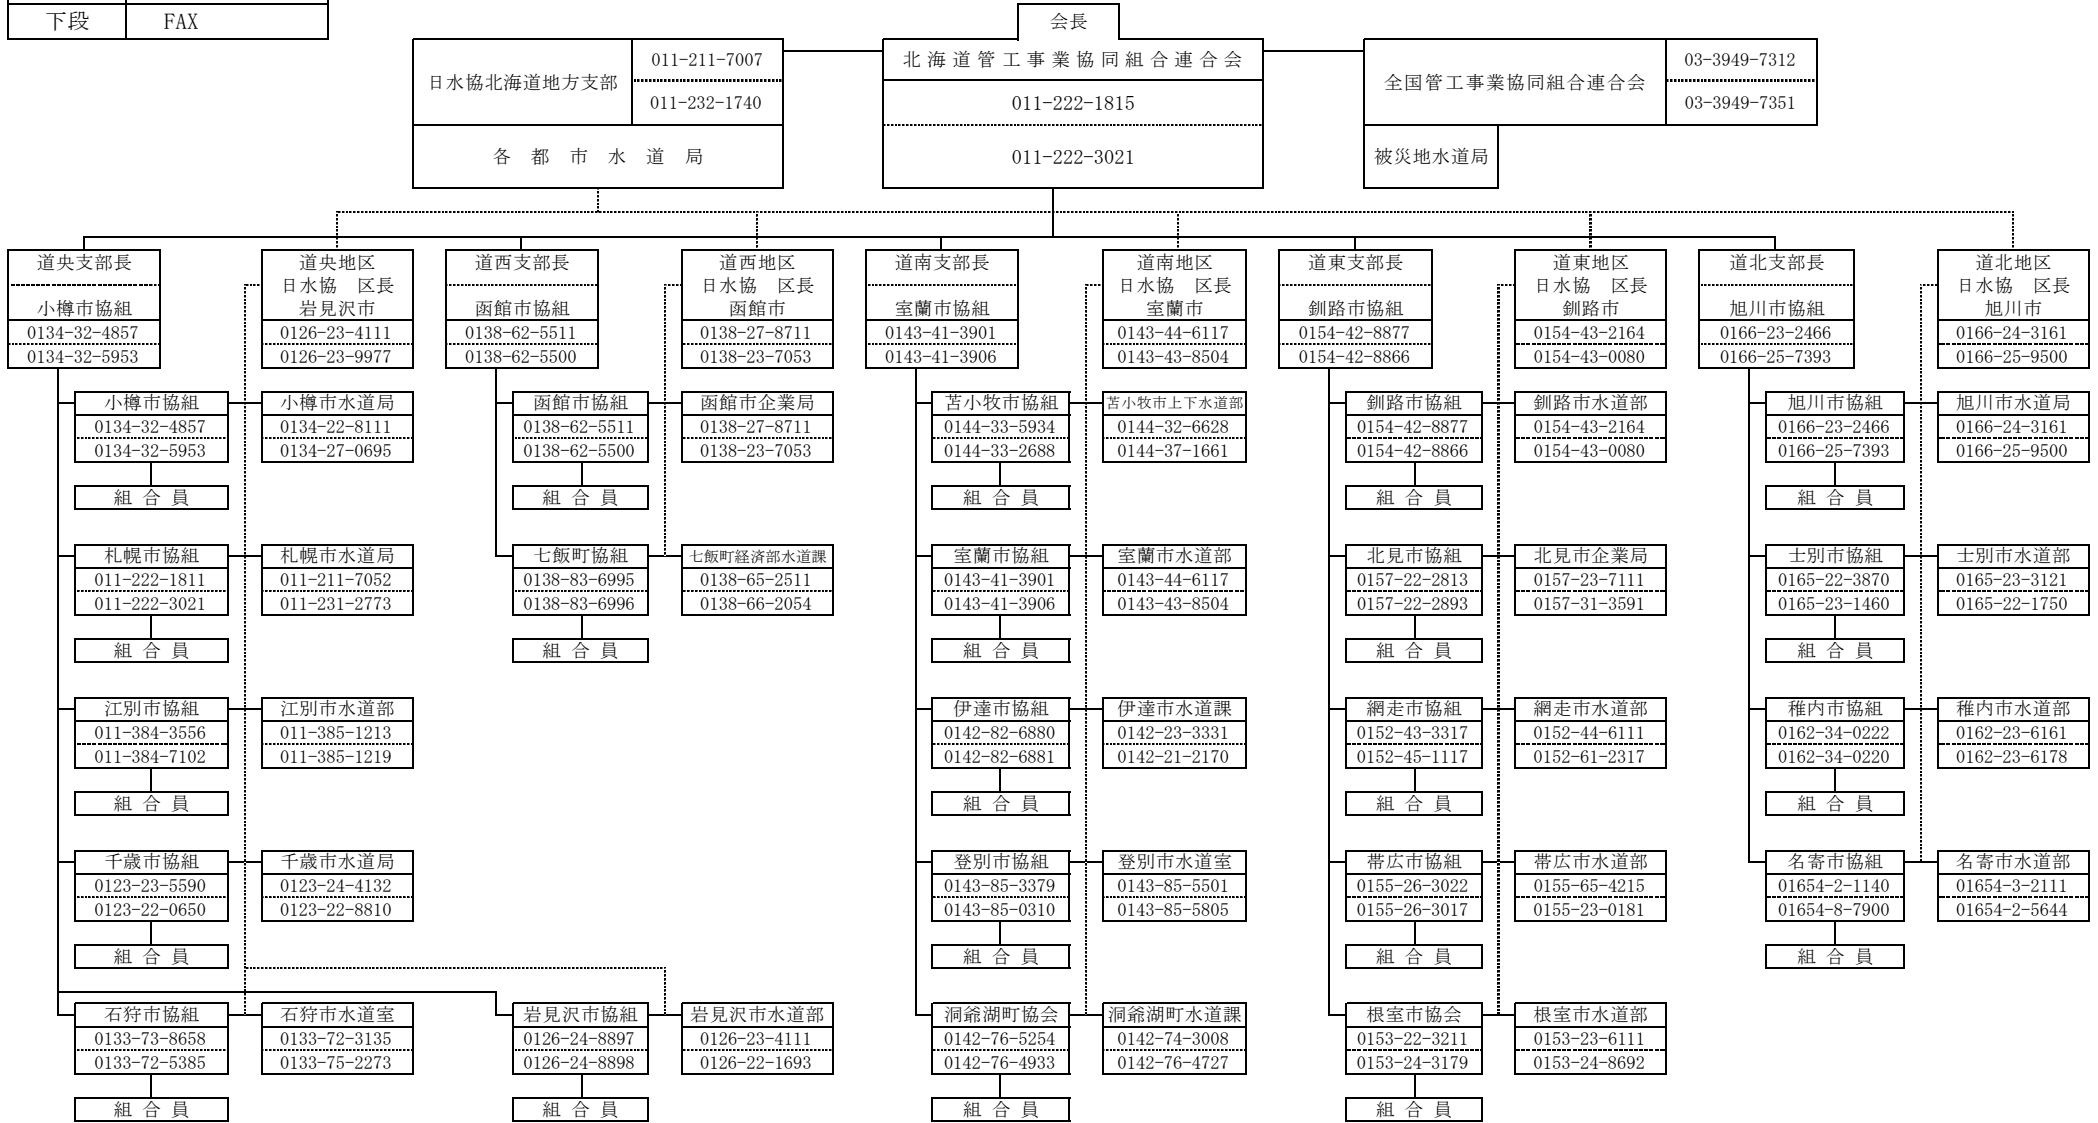 下段 FAX
会長
日水協北海道地方支部
011-211-7007
011-232-1740
各 都 市 水 道 局
北海道管工事業協同組合連合会
011-222-1815
011-222-3021
全国管工事業協同組合連合会
03-3949-7312
03-3949-7351
被災地水道局
道央支部長
小樽市協組
0134-32-4857
0134-32-5953
道央地区
日水協 区長
岩見沢市
0126-23-4111
0126-23-9977
道西支部長
函館市協組
0138-62-5511
0138-62-5500
道西地区
日水協 区長
函館市
0138-27-8711
0138-23-7053
道南支部長
室蘭市協組
0143-41-3901
0143-41-3906
道南地区
日水協 区長
室蘭市
0143-44-6117
0143-43-8504
道東支部長
釧路市協組
0154-42-8877
0154-42-8866
道東地区
日水協 区長
釧路市
0154-43-2164
0154-43-0080
道北支部長
旭川市協組
0166-23-2466
0166-25-7393
道北地区
日水協 区長
旭川市
0166-24-3161
0166-25-9500
小樽市協組
0134-32-4857
0134-32-5953
組 合 員
小樽市水道局
0134-22-8111
0134-27-0695
函館市協組
0138-62-5511
0138-62-5500
組 合 員
函館市企業局
0138-27-8711
0138-23-7053
苫小牧市協組
0144-33-5934
0144-33-2688
組 合 員
苫小牧市上下水道部
0144-32-6628
0144-37-1661
釧路市協組
0154-42-8877
0154-42-8866
組 合 員
釧路市水道部
0154-43-2164
0154-43-0080
旭川市協組
0166-23-2466
0166-25-7393
組 合 員
旭川市水道局
0166-24-3161
0166-25-9500
札幌市協組
011-222-1811
011-222-3021
組 合 員
札幌市水道局
011-211-7052
011-231-2773
七飯町協組
0138-83-6995
0138-83-6996
組 合 員
七飯町経済部水道課
0138-65-2511
0138-66-2054
室蘭市協組
0143-41-3901
0143-41-3906
組 合 員
室蘭市水道部
0143-44-6117
0143-43-8504
北見市協組
0157-22-2813
0157-22-2893
組 合 員
北見市企業局
0157-23-7111
0157-31-3591
士別市協組
0165-22-3870
0165-23-1460
組 合 員
士別市水道部
0165-23-3121
0165-22-1750
江別市協組
011-384-3556
011-384-7102
組 合 員
江別市水道部
011-385-1213
011-385-1219
伊達市協組
0142-82-6880
0142-82-6881
組 合 員
伊達市水道課
0142-23-3331
0142-21-2170
網走市協組
0152-43-3317
0152-45-1117
組 合 員
網走市水道部
0152-44-6111
0152-61-2317
稚内市協組
0162-34-0222
0162-34-0220
組 合 員
稚内市水道部
0162-23-6161
0162-23-6178
千歳市協組
0123-23-5590
0123-22-0650
組 合 員
千歳市水道局
0123-24-4132
0123-22-8810
登別市協組
0143-85-3379
0143-85-0310
組 合 員
登別市水道室
0143-85-5501
0143-85-5805
帯広市協組
0155-26-3022
0155-26-3017
組 合 員
帯広市水道部
0155-65-4215
0155-23-0181
名寄市協組
01654-2-1140
01654-8-7900
組 合 員
名寄市水道部
01654-3-2111
01654-2-5644
石狩市協組
0133-73-8658
0133-72-5385
組 合 員
石狩市水道室
0133-72-3135
0133-75-2273
岩見沢市協組
0126-24-8897
0126-24-8898
組 合 員
岩見沢市水道部
0126-23-4111
0126-22-1693
洞爺湖町協会
0142-76-5254
0142-76-4933
組 合 員
洞爺湖町水道課
0142-74-3008
0142-76-4727
根室市協会
0153-22-3211
0153-24-3179
組 合 員
根室市水道部
0153-23-6111
0153-24-8692